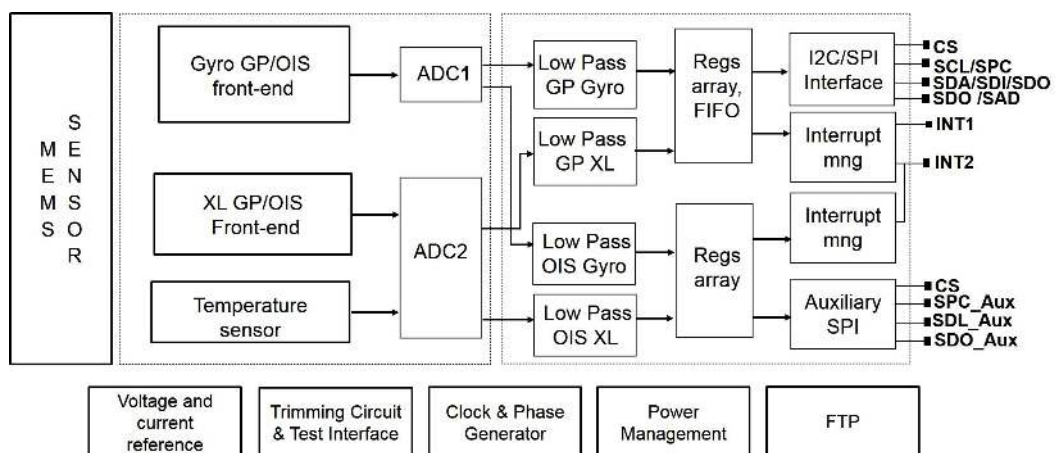 MEMS
SENSOR
Gyro GP/OIS
front-end
XL GP/OIS
Front-end
Temperature
sensor
ADC1
ADC2
Low Pass
GP Gyro
Low Pass
GP XL
Low Pass
OIS Gyro
Low Pass
OIS XL
Regs
array,
FIFO
Regs
array
I2C/SPI
Interface
Interrupt
mng
Interrupt
mng
Auxiliary
SPI
CS
SCL/SPC
SDA/SDI/SDO
SDO /SAD
INT1
INT2
CS
SPC_Aux
SDL_Aux
SDO_Aux
Voltage and
current
reference
Trimming Circuit
& Test Interface
Clock & Phase
Generator
Power
Management
FTP